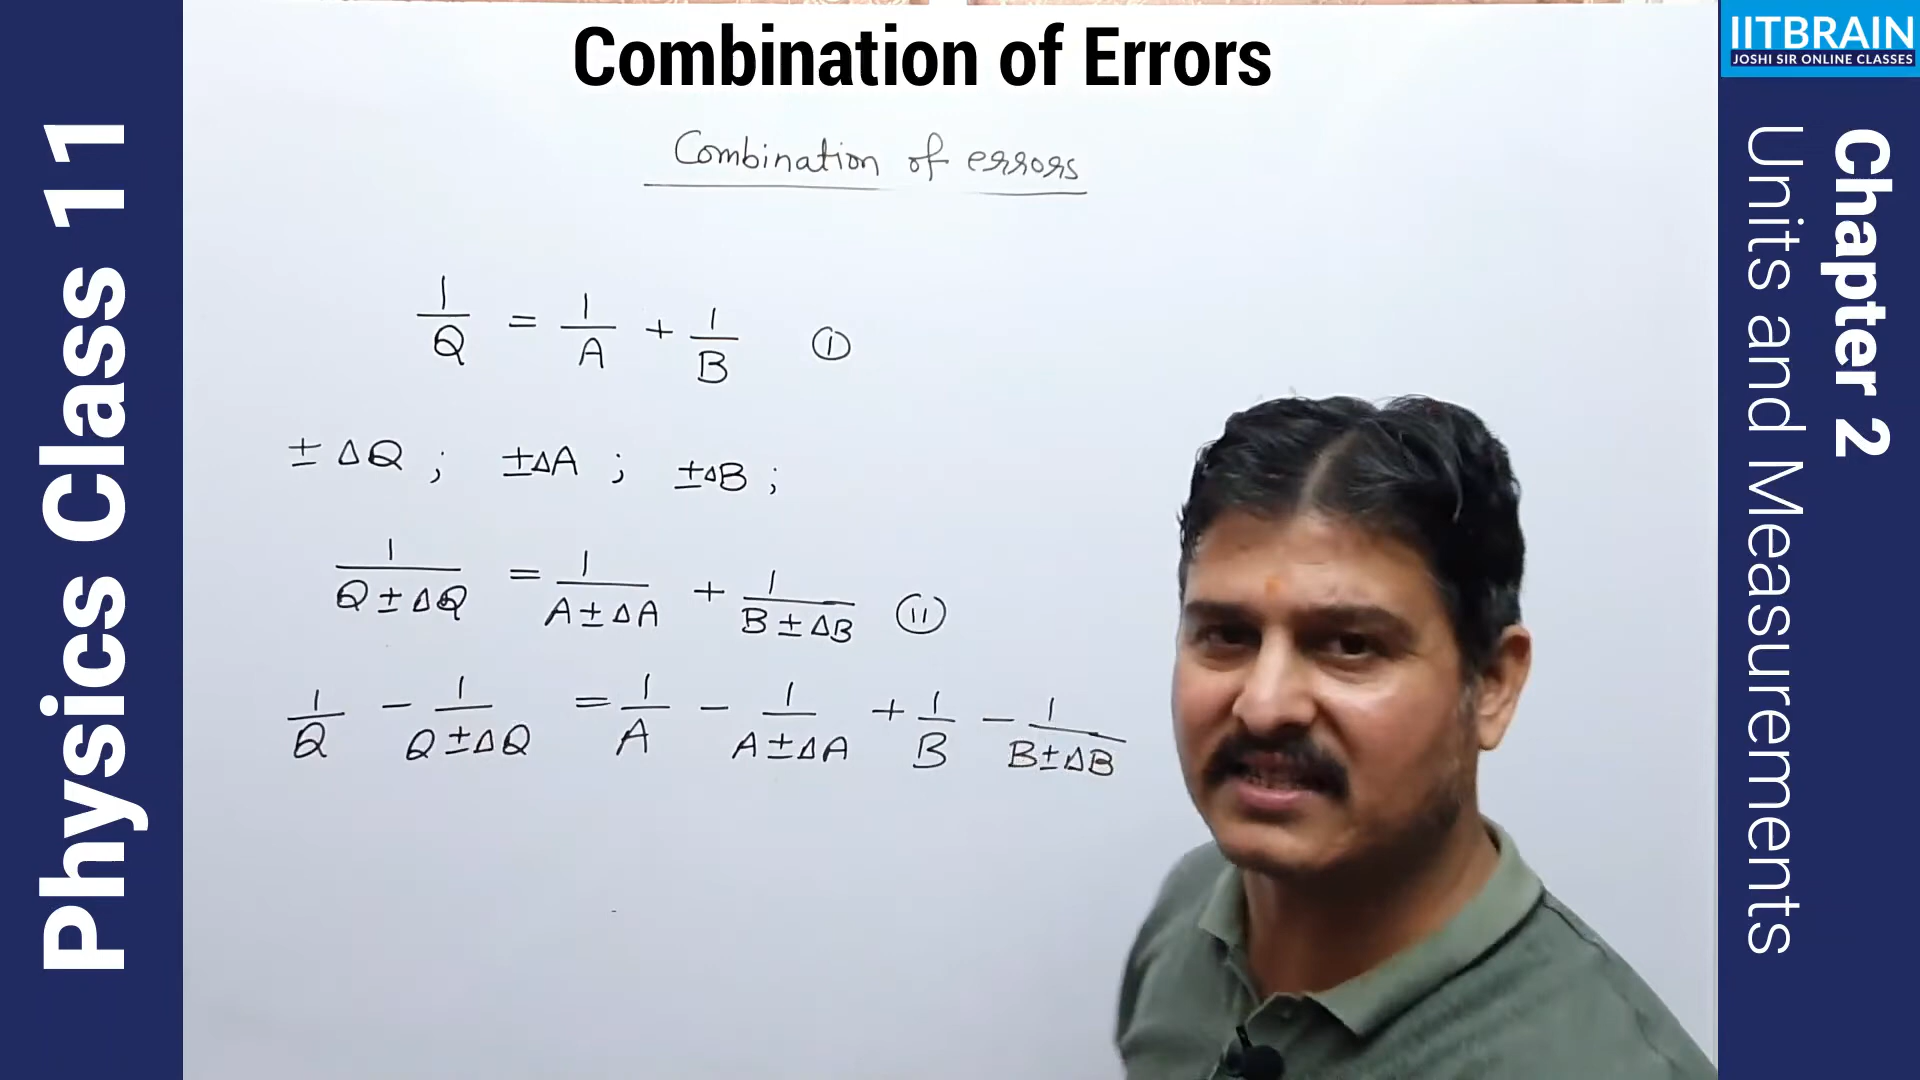 Combination of Errors
IITBRAIN
JOSHI SIR ONLINE CLASSES
Physics Class 11
Chapter 2
Units and Measurements
Combination of errors
1/Q = 1/A + 1/B ①
± ΔQ ; ±ΔA ; ±ΔB ;
1/(Q ± ΔQ) = 1/(A ± ΔA) + 1/(B ± ΔB) (11)
1/Q - 1/(Q ± ΔQ) = 1/A - 1/(A ± ΔA) + 1/B - 1/(B ± ΔB)